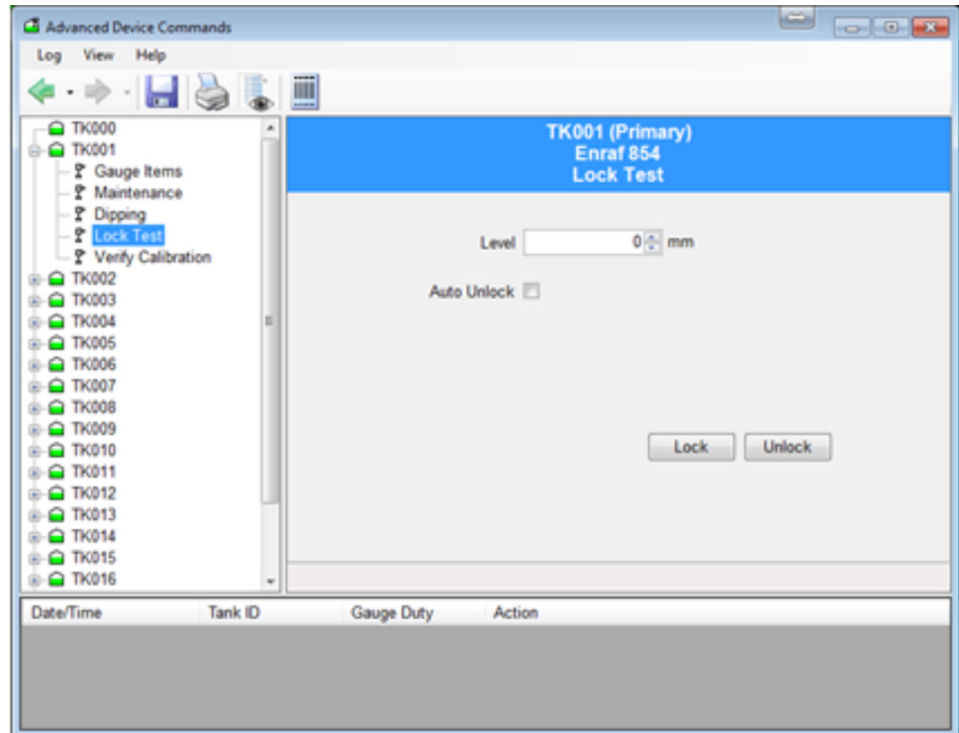 Advanced Device Commands
Log View Help
TK000
TK001
Gauge Items
Maintenance
Dipping
Lock Test
Verify Calibration
TK002
TK003
TK004
TK005
TK006
TK007
TK008
TK009
TK010
TK011
TK012
TK013
TK014
TK015
TK016
TK001 (Primary)
Enraf 854
Lock Test
Level 0 mm
Auto Unlock
Lock Unlock
Date/Time Tank ID Gauge Duty Action